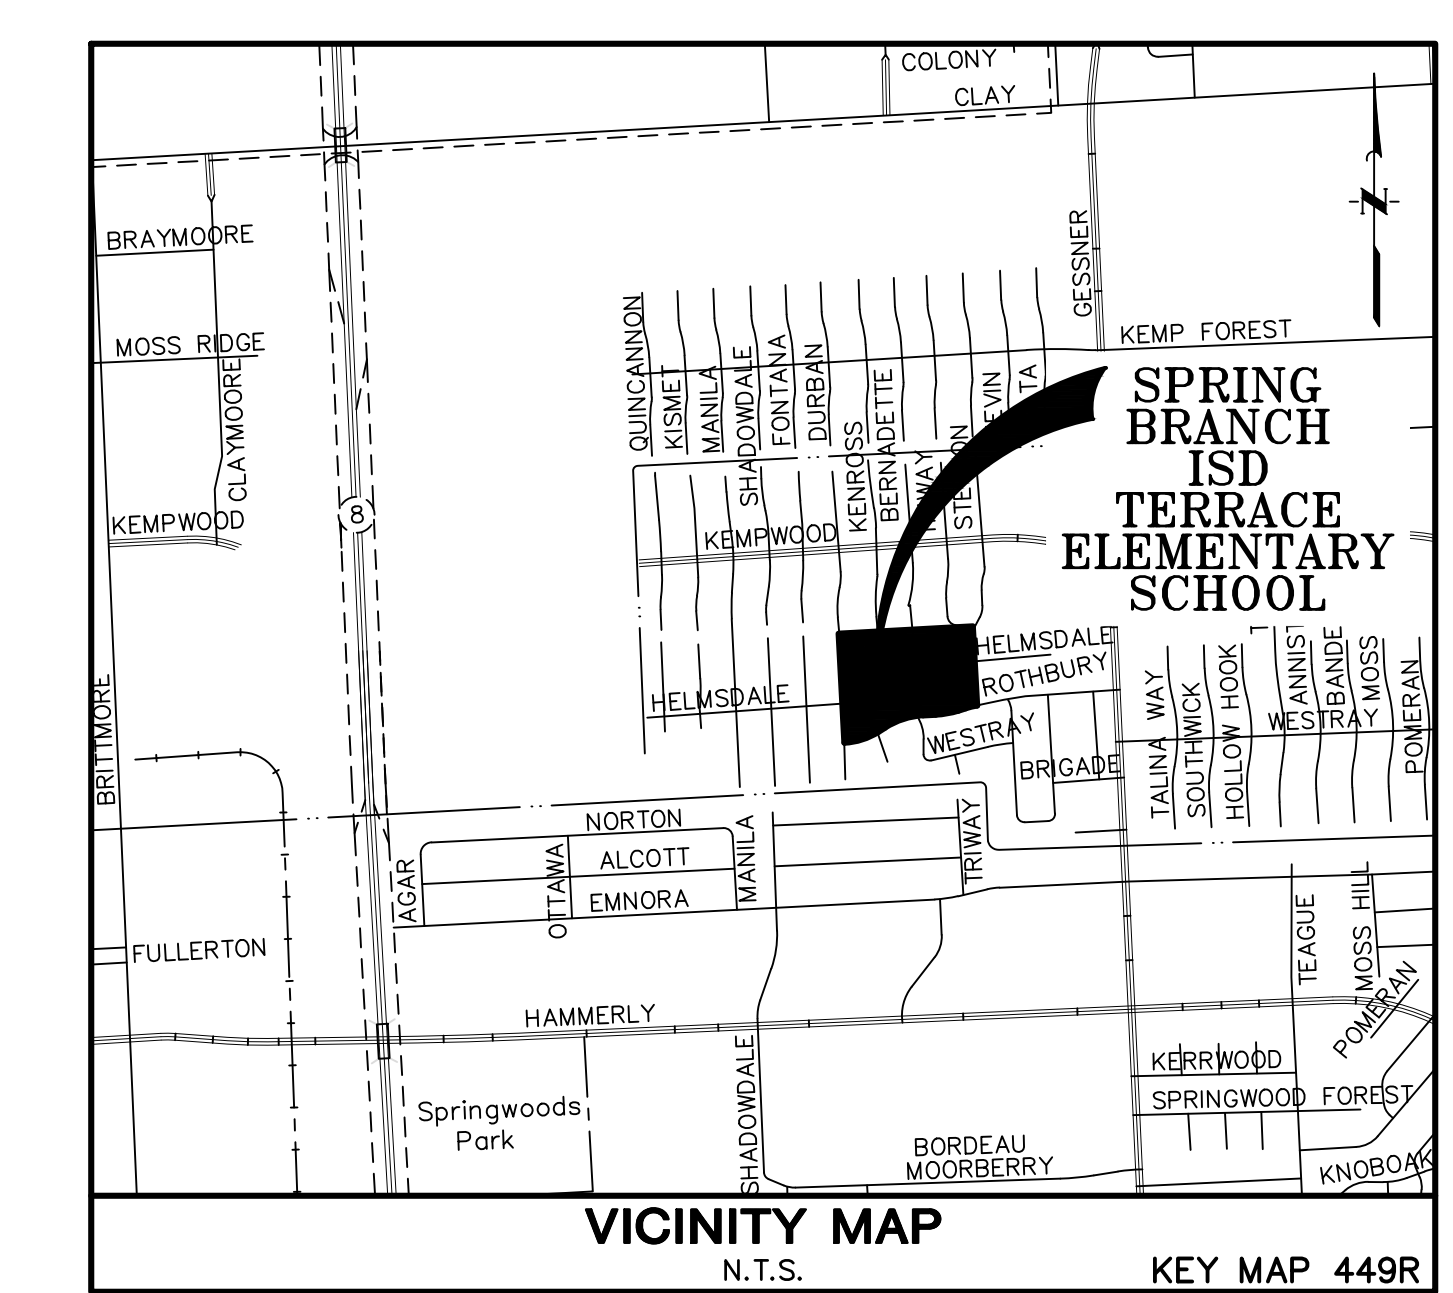 COLONY
CLAY
BRAYMOORE
GESSNER
MOSS RIDGE
KEMP FOREST
CLAYMOORE
QUINCANNON
KISMET
MANILA
SHADOWDALE
FONTANA
DURBAN
KENROSS
BERNADETTE
SPRING
BRANCH
ISD
TERRACE
ELEMENTARY
SCHOOL
KEMPWOOD
8
KEMPWOOD
HELMSDALE
ROTHBURY
HELMSDALE
WESTRAY
BRIGADE
BRITTMORE
TALINA WAY
SOUTHWICK
HOLLOW HOOK
ANNIS
BANDE
MOSS
POMERAN
WESTRAY
NORTON
ALCOTT
EMNORA
AGAR
OTTAWA
MANILA
TRIWAY
FULLERTON
TEAGUE
MOSS HILL
POMERAN
HAMMERLY
SHADOWDALE
KERRWOOD
SPRINGWOOD FOREST
Springwoods
Park
BORDEAU
MOORBERRY
KNOBOAK
VICINITY MAP
N.T.S.
KEY MAP 449R
N